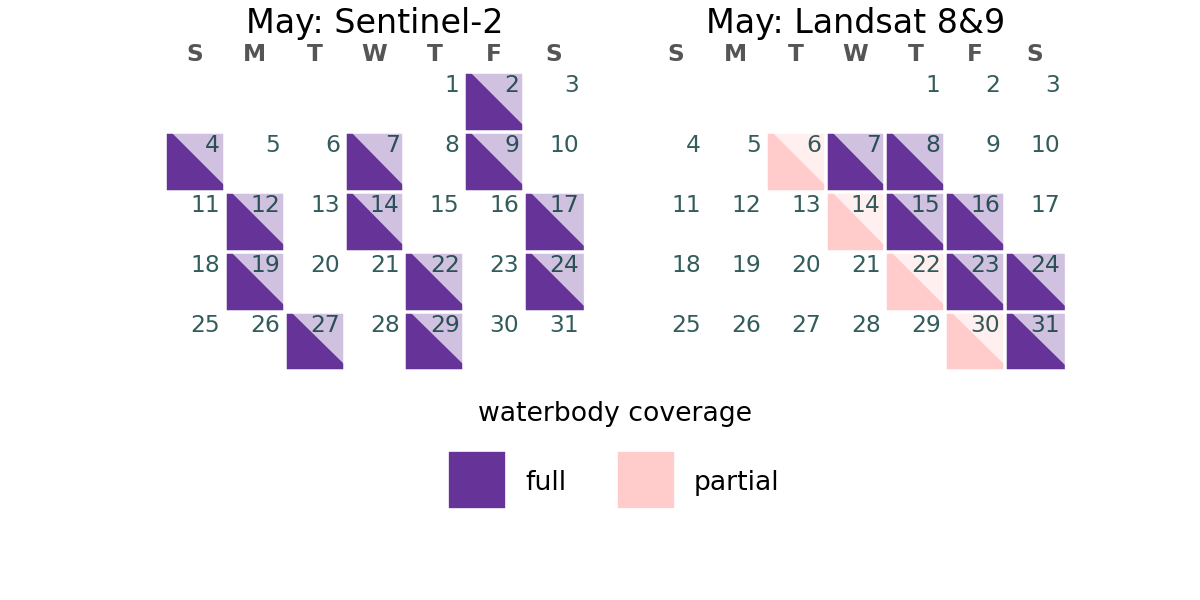 May: Sentinel-2
S M T W T F S
1 2 3
4 5 6 7 8 9 10
11 12 13 14 15 16 17
18 19 20 21 22 23 24
25 26 27 28 29 30 31
May: Landsat 8&9
S M T W T F S
1 2 3
4 5 6 7 8 9 10
11 12 13 14 15 16 17
18 19 20 21 22 23 24
25 26 27 28 29 30 31
waterbody coverage
full
partial